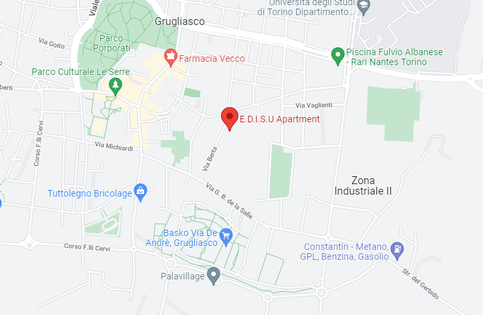 Università degli Studi
di Torino Dipartimento...
Viale
Grugliasco
Via Gotto
Parco
Porporati
Farmacia Vecco
Piscina Fulvio Albanese
- Rari Nantes Torino
Parco Culturale Le Serre
Via Vaglienti
E.D.I.S.U Apartment
Corso F.lli Cervi
Via Michiardi
Via Berta
Zona
Industriale II
Tuttolegno Bricolage
Via G. B. de la Salle
Basko Via De
Andrè, Grugliasco
Corso F.lli Cervi
Constantin - Metano,
GPL, Benzina, Gasolio
Palavillage
Str. del Gerbido